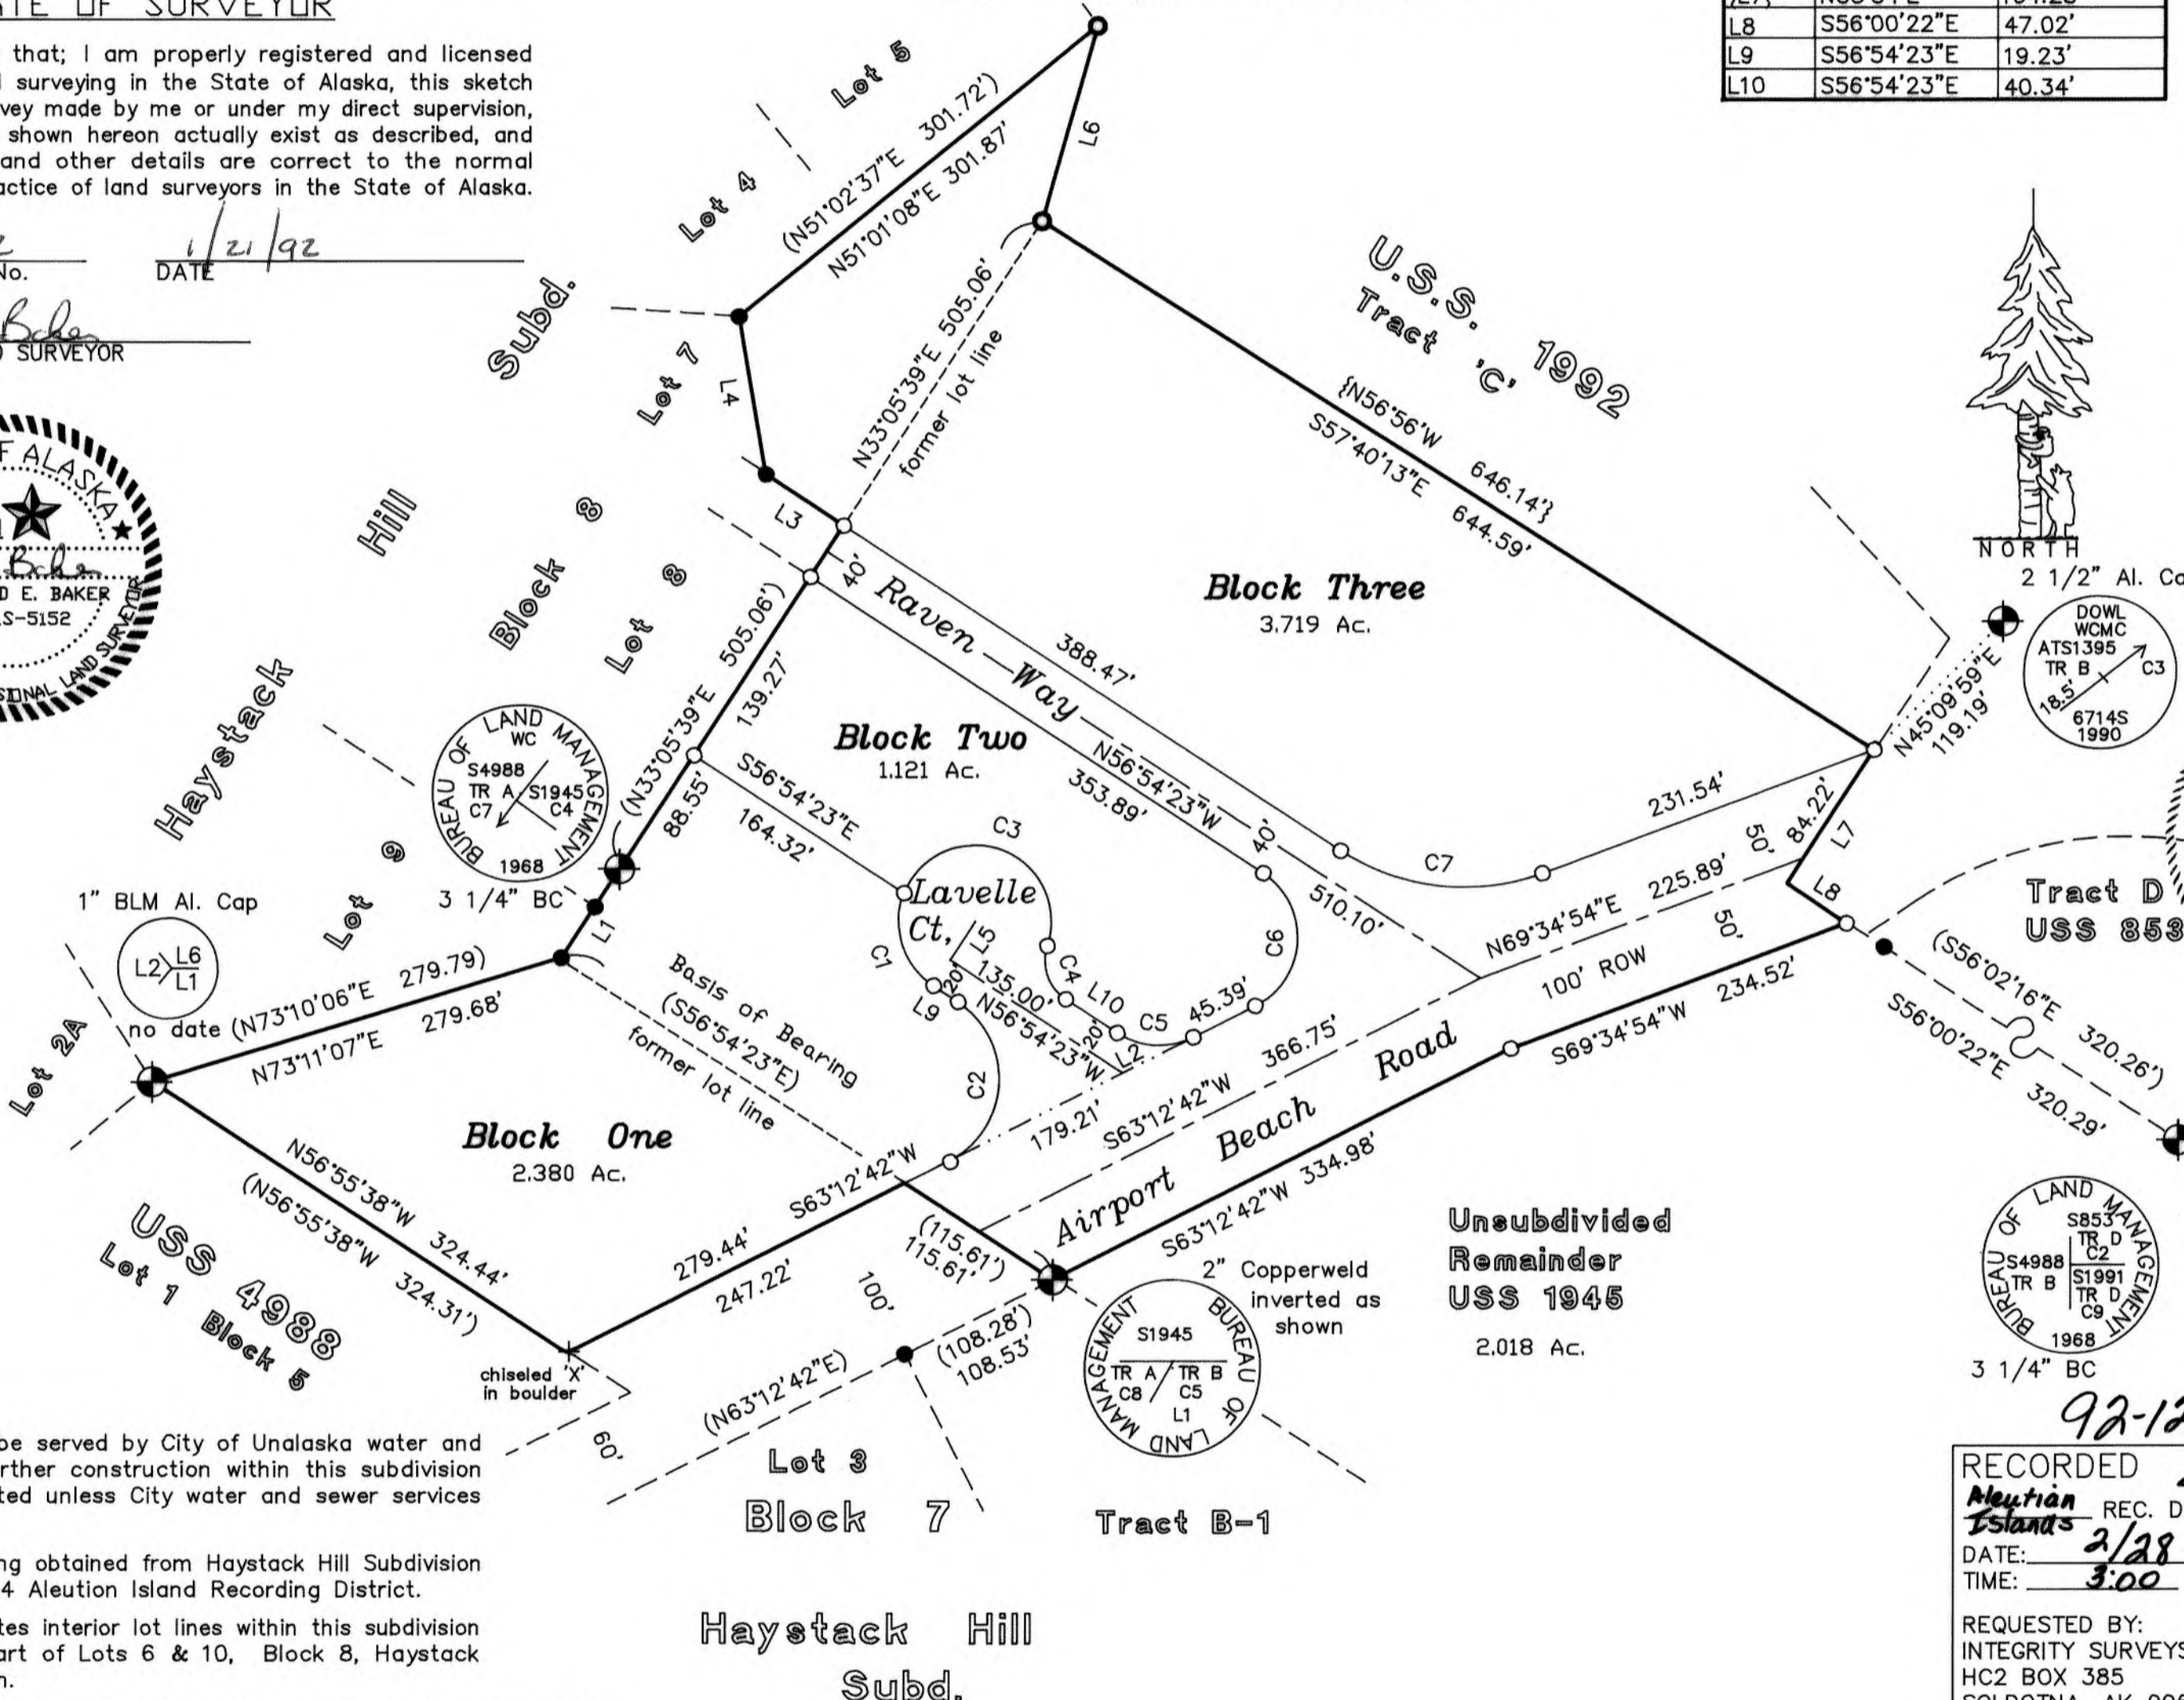 OF SURVEYOR
that; I am properly registered and licensed
surveying in the State of Alaska, this sketch
made by me or under my direct supervision,
shown hereon actually exist as described, and
and other details are correct to the normal
of land surveyors in the State of Alaska.
1/21/92
No.
DATE
Baker
SURVEYOR
OF ALASKA
Baker
E. BAKER
LS-5152
LAND SURVEYOR
L8 S56°00'22"E 47.02'
L9 S56°54'23"E 19.23'
L10 S56°54'23"E 40.34'
Lot 5
Lot 4
(N51°02'37"E 301.72')
N51°01'08"E 301.87'
L6
Subd.
Lot 7
L4
N33°05'39"E 505.06'
former lot line
U.S.S. 1992
Tract 'C'
{N56°56'W 646.14'}
S57°40'13"E 644.59'
NORTH
2 1/2" Al.
DOWL
WCMC
ATS1395
TR B
C3
18.5'
6714S
1990
N45°09'59"E
119.19'
Hill
Block 8
Lot 8
L3
40'
Raven Way
Block Three
3.719 Ac.
388.47'
(N33°05'39"E 505.06')
139.27'
88.55'
Block Two
1.121 Ac.
N56°54'23"W
353.89'
40'
510.10'
S56°54'23"E
164.32'
Haystack
Lot 9
BUREAU OF LAND MANAGEMENT
WC
S4988
TR A
S1945
C7
C4
1968
3 1/4" BC
1" BLM Al. Cap
L2
L6
L1
no date
Lot 2A
(N73°10'06"E 279.79)
N73°11'07"E 279.68'
L1
C3
Lavelle
Ct.
L5
135.00'
C1
20'
L9
N56°54'23"W
C4
L10
20'
C5
L2
45.39'
C6
C7
231.54'
84.22'
L7
50'
L8
N69°34'54"E 225.89'
50'
100' ROW
S69°34'54"W 234.52'
Tract D
USS 853
(S56°02'16"E 320.26')
S56°00'22"E 320.29'
Basis of Bearing
(S56°54'23"E)
former lot line
C2
Block One
2.380 Ac.
N56°55'38"W 324.44'
(N56°55'38"W 324.31')
USS 4988
Lot 1 Block 5
S63°12'42"W
279.44'
247.22'
179.21'
S63°12'42"W 366.75'
Airport Beach Road
S63°12'42"W 334.98'
(115.61')
115.61'
100'
chiseled 'X'
in boulder
60'
(N63°12'42"E)
(108.28')
108.53'
2" Copperweld
inverted as
shown
BUREAU OF LAND MANAGEMENT
S1945
TR A
TR B
C8
C5
L1
Unsubdivided
Remainder
USS 1945
2.018 Ac.
BUREAU OF LAND MANAGEMENT
S853
TR D
C2
S4988
TR B
S1991
TR D
C9
1968
3 1/4" BC
Lot 3
Block 7
Tract B-1
Haystack Hill
Subd.
be served by City of Unalaska water and
construction within this subdivision
unless City water and sewer services
obtained from Haystack Hill Subdivision
4 Aleution Island Recording District.
interior lot lines within this subdivision
of Lots 6 & 10, Block 8, Haystack
92-12
RECORDED
Aleutian
Islands REC.
DATE: 2/28
TIME: 3:00
REQUESTED BY:
INTEGRITY SURVEYS
HC2 BOX 385